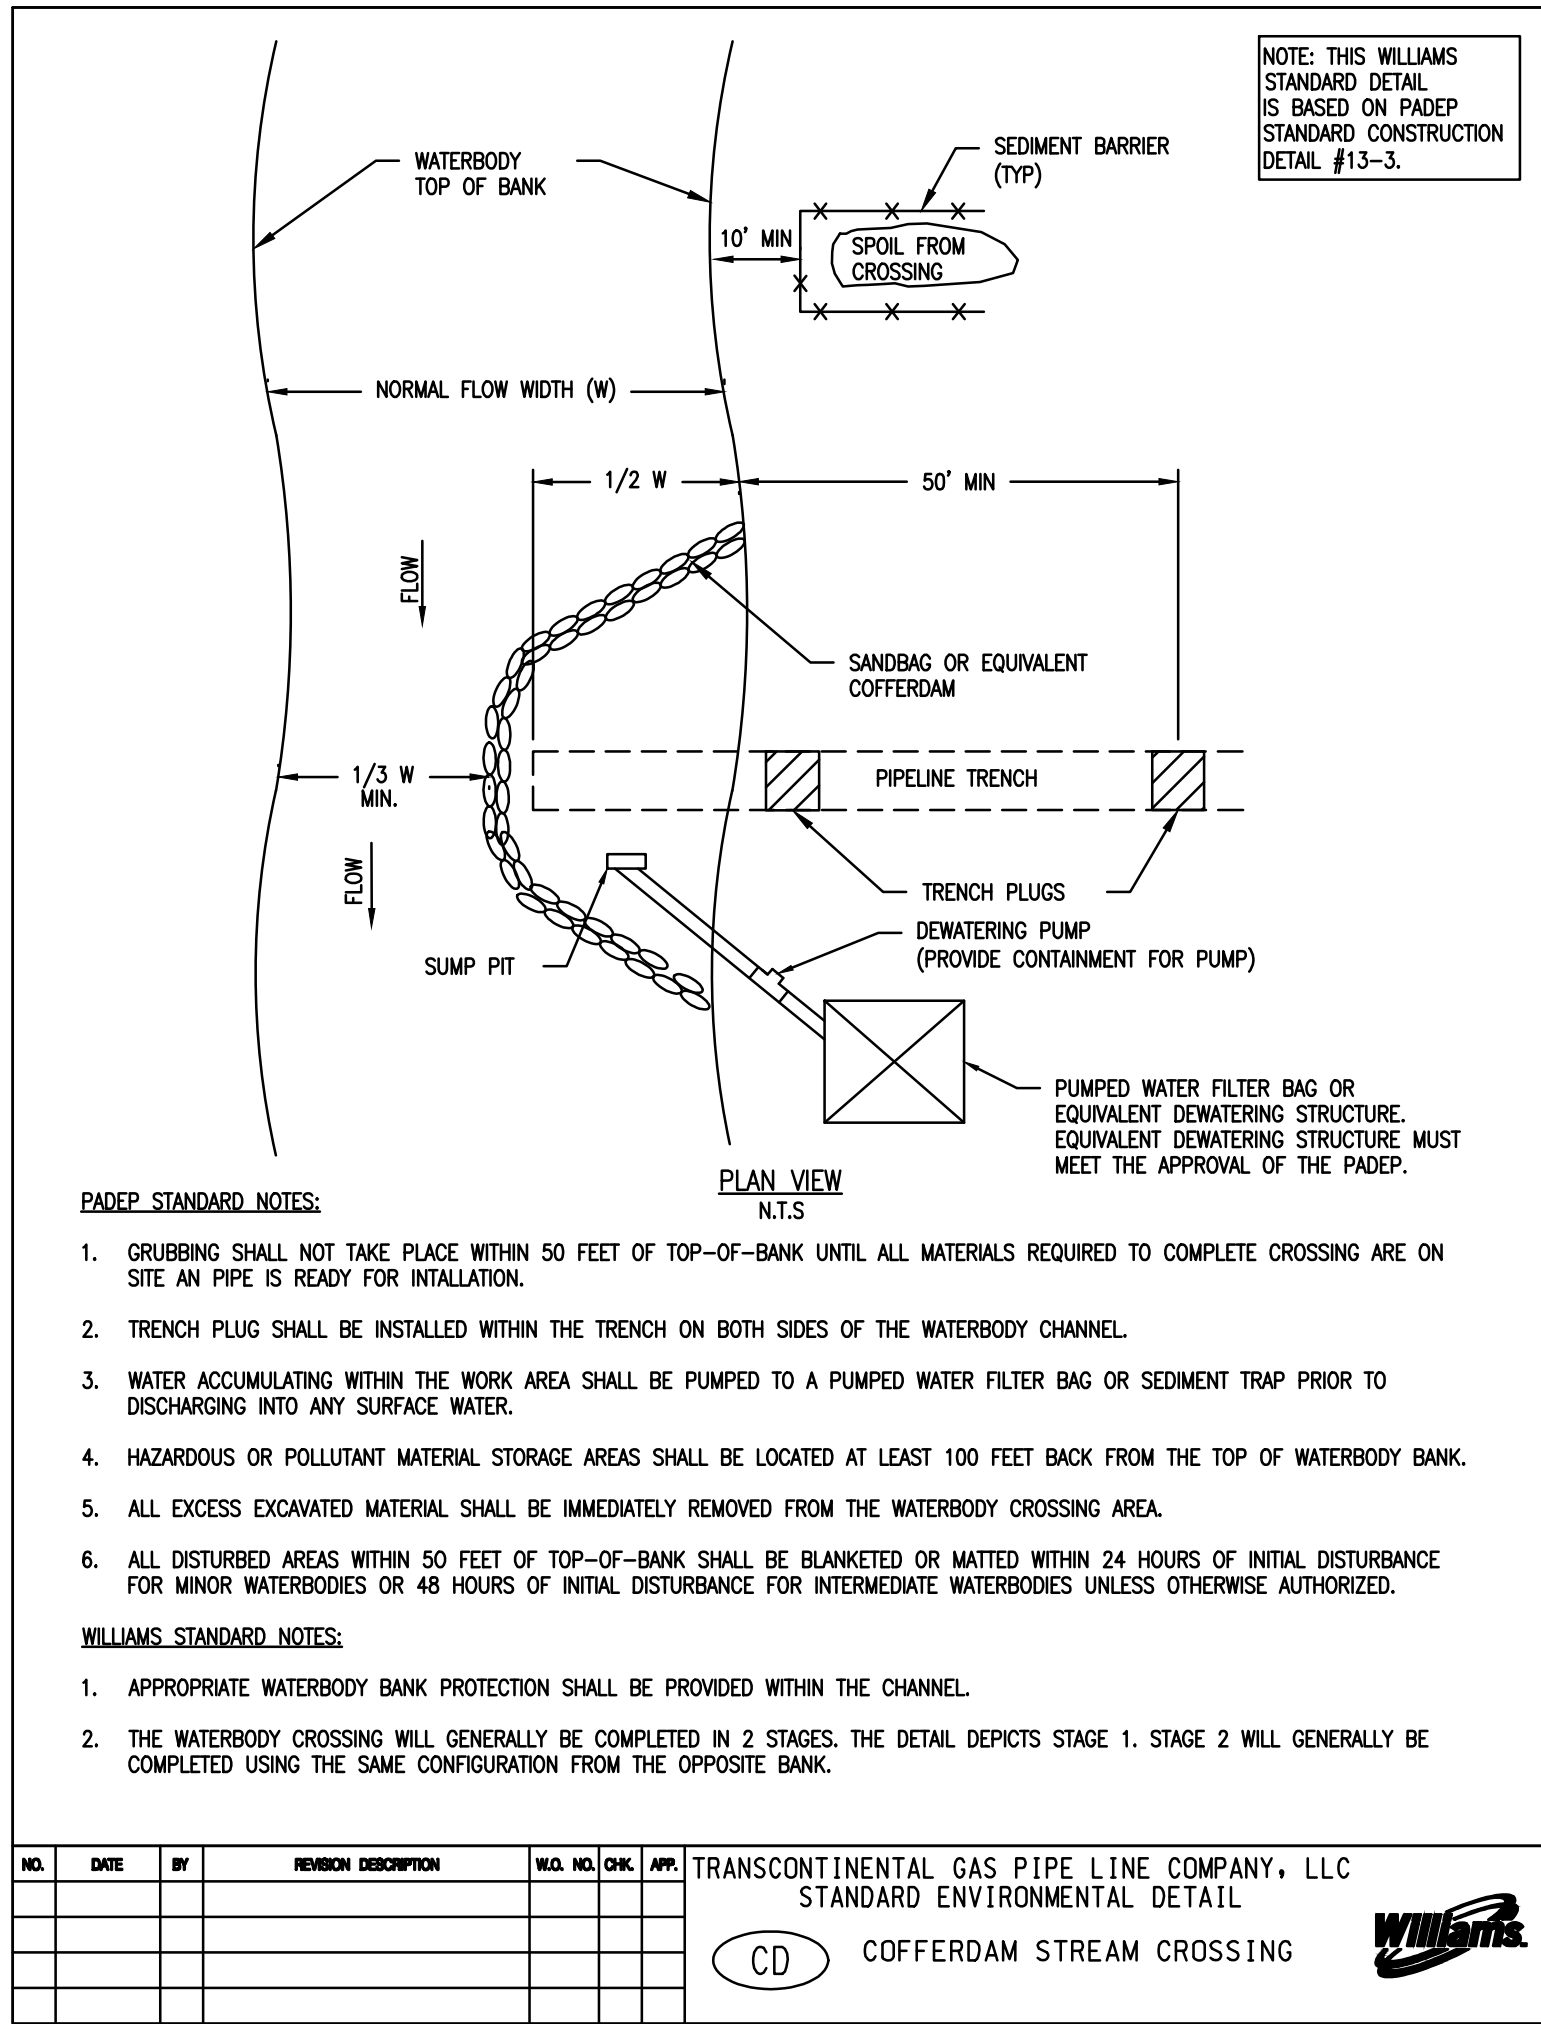 NOTE: THIS WILLIAMS
STANDARD DETAIL
IS BASED ON PADEP
STANDARD CONSTRUCTION
DETAIL #13-3.
WATERBODY
TOP OF BANK
SEDIMENT BARRIER
(TYP)
10' MIN
SPOIL FROM
CROSSING
NORMAL FLOW WIDTH (W)
1/2 W
50' MIN
FLOW
SANDBAG OR EQUIVALENT
COFFERDAM
1/3 W
MIN.
PIPELINE TRENCH
FLOW
TRENCH PLUGS
DEWATERING PUMP
(PROVIDE CONTAINMENT FOR PUMP)
SUMP PIT
PUMPED WATER FILTER BAG OR
EQUIVALENT DEWATERING STRUCTURE.
EQUIVALENT DEWATERING STRUCTURE MUST
MEET THE APPROVAL OF THE PADEP.
PLAN VIEW
N.T.S
PADEP STANDARD NOTES:
1. GRUBBING SHALL NOT TAKE PLACE WITHIN 50 FEET OF TOP-OF-BANK UNTIL ALL MATERIALS REQUIRED TO COMPLETE CROSSING ARE ON
SITE AN PIPE IS READY FOR INTALLATION.
2. TRENCH PLUG SHALL BE INSTALLED WITHIN THE TRENCH ON BOTH SIDES OF THE WATERBODY CHANNEL.
3. WATER ACCUMULATING WITHIN THE WORK AREA SHALL BE PUMPED TO A PUMPED WATER FILTER BAG OR SEDIMENT TRAP PRIOR TO
DISCHARGING INTO ANY SURFACE WATER.
4. HAZARDOUS OR POLLUTANT MATERIAL STORAGE AREAS SHALL BE LOCATED AT LEAST 100 FEET BACK FROM THE TOP OF WATERBODY BANK.
5. ALL EXCESS EXCAVATED MATERIAL SHALL BE IMMEDIATELY REMOVED FROM THE WATERBODY CROSSING AREA.
6. ALL DISTURBED AREAS WITHIN 50 FEET OF TOP-OF-BANK SHALL BE BLANKETED OR MATTED WITHIN 24 HOURS OF INITIAL DISTURBANCE
FOR MINOR WATERBODIES OR 48 HOURS OF INITIAL DISTURBANCE FOR INTERMEDIATE WATERBODIES UNLESS OTHERWISE AUTHORIZED.
WILLIAMS STANDARD NOTES:
1. APPROPRIATE WATERBODY BANK PROTECTION SHALL BE PROVIDED WITHIN THE CHANNEL.
2. THE WATERBODY CROSSING WILL GENERALLY BE COMPLETED IN 2 STAGES. THE DETAIL DEPICTS STAGE 1. STAGE 2 WILL GENERALLY BE
COMPLETED USING THE SAME CONFIGURATION FROM THE OPPOSITE BANK.
NO. DATE BY REVISION DESCRIPTION W.O. NO. CHK. APP.
TRANSCONTINENTAL GAS PIPE LINE COMPANY, LLC
STANDARD ENVIRONMENTAL DETAIL
CD COFFERDAM STREAM CROSSING
Williams.